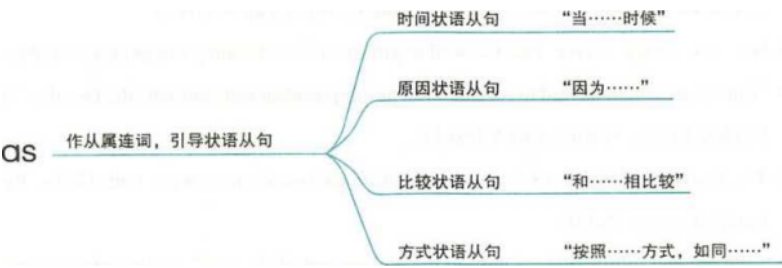 as
作从属连词，引导状语从句
时间状语从句 “当……时候”
原因状语从句 “因为……”
比较状语从句 “和……相比较”
方式状语从句 “按照……方式，如同……”